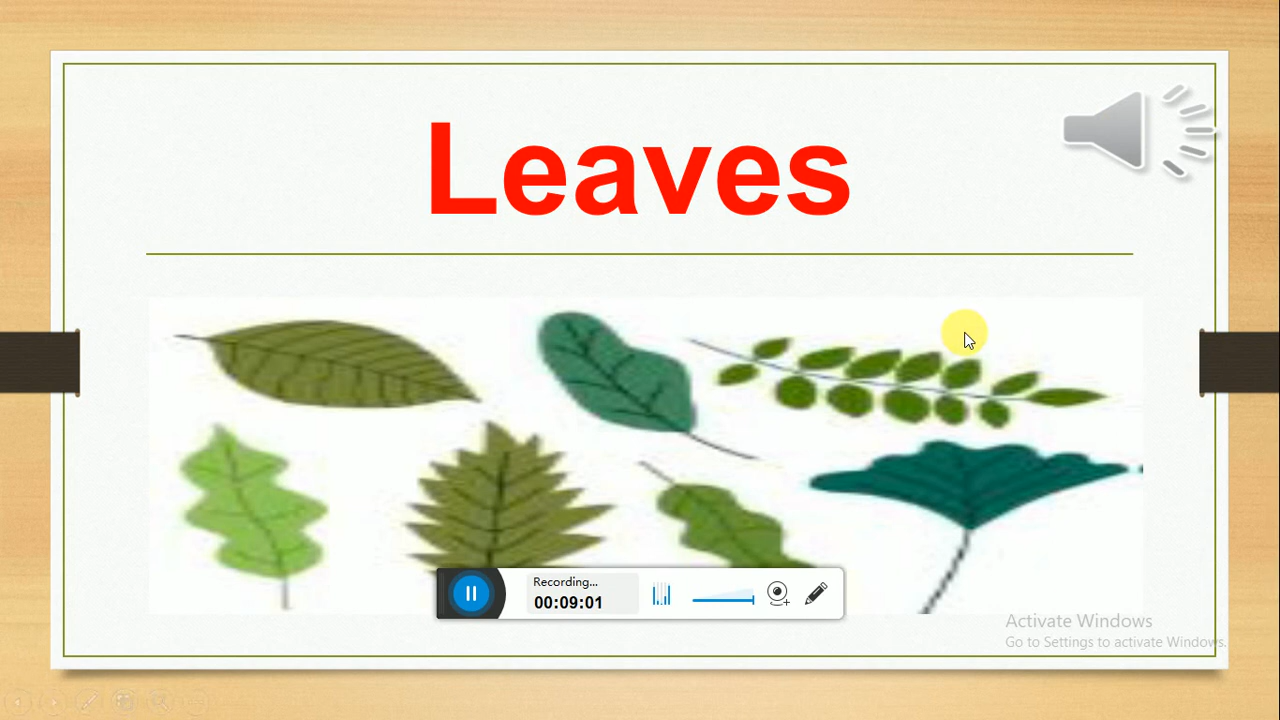 Leaves
Recording...
00:09:01
Activate Windows
Go to Settings to activate Windows.